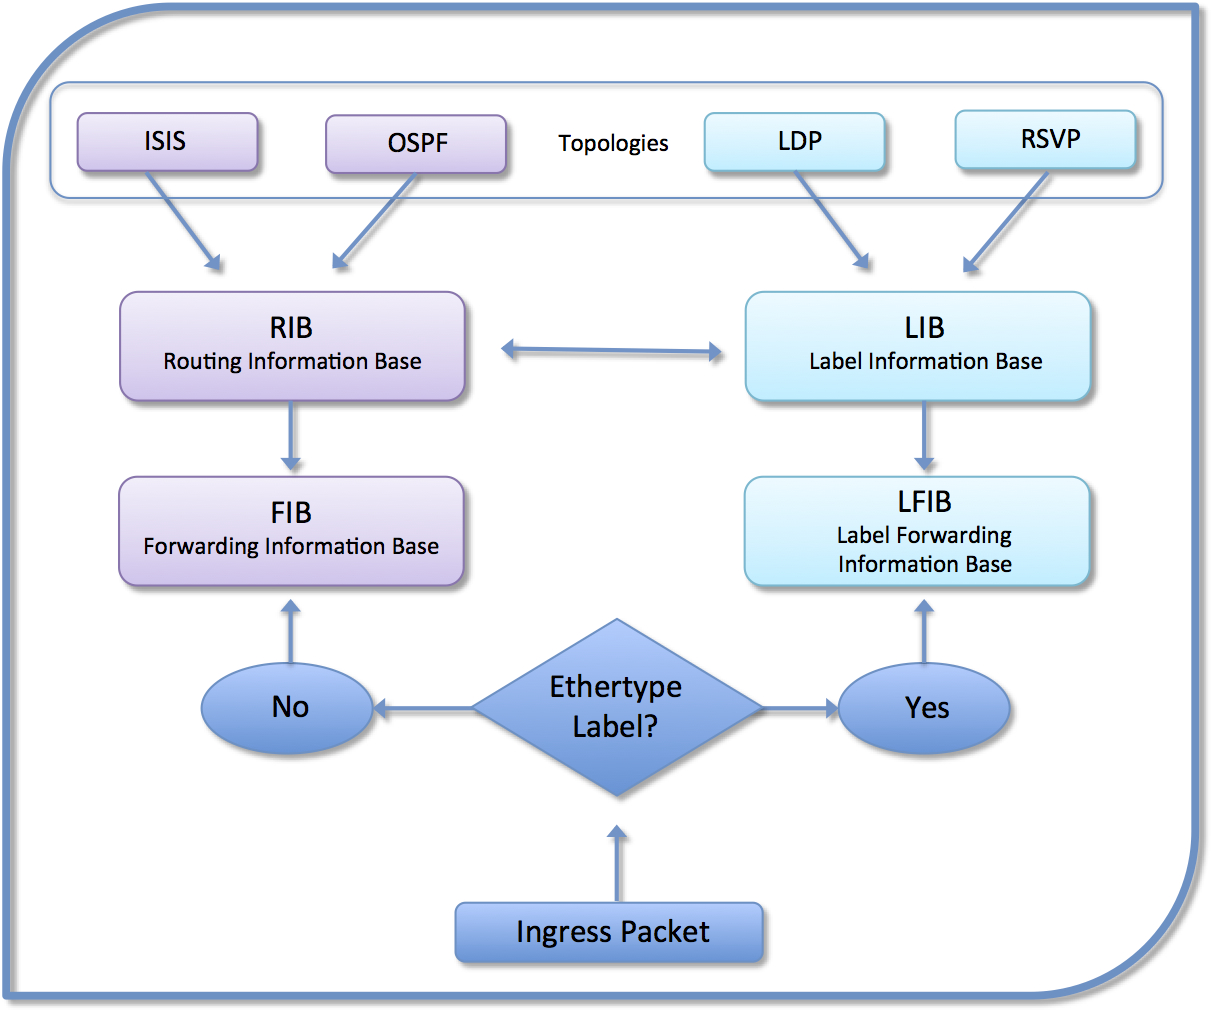 ISIS
OSPF
Topologies
LDP
RSVP
RIB
Routing Information Base
LIB
Label Information Base
FIB
Forwarding Information Base
LFIB
Label Forwarding
Information Base
Ethertype
Label?
No
Yes
Ingress Packet